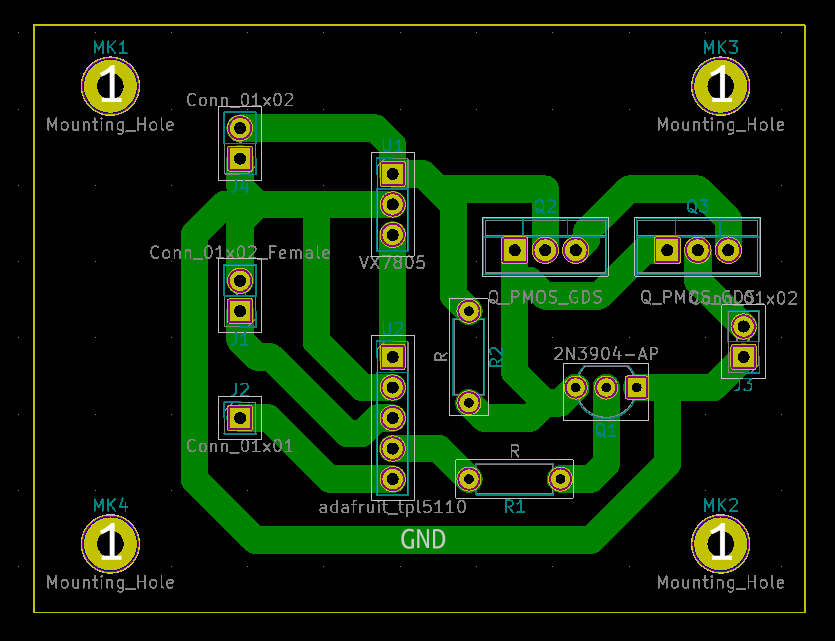 MK1
MK3
1
1
Conn_01x02
Mounting_Hole
Mounting_Hole
U1
J4
Q2
Q3
Conn_01x02_Female
VX7805
Q_PMOS_GDS
Q_PMOS_GDS
Conn_01x02
U2
J1
R
R2
2N3904-AP
J3
J2
Q1
Conn_01x01
R
MK4
adafruit_tpl5110
R1
MK2
1
GND
1
Mounting_Hole
Mounting_Hole